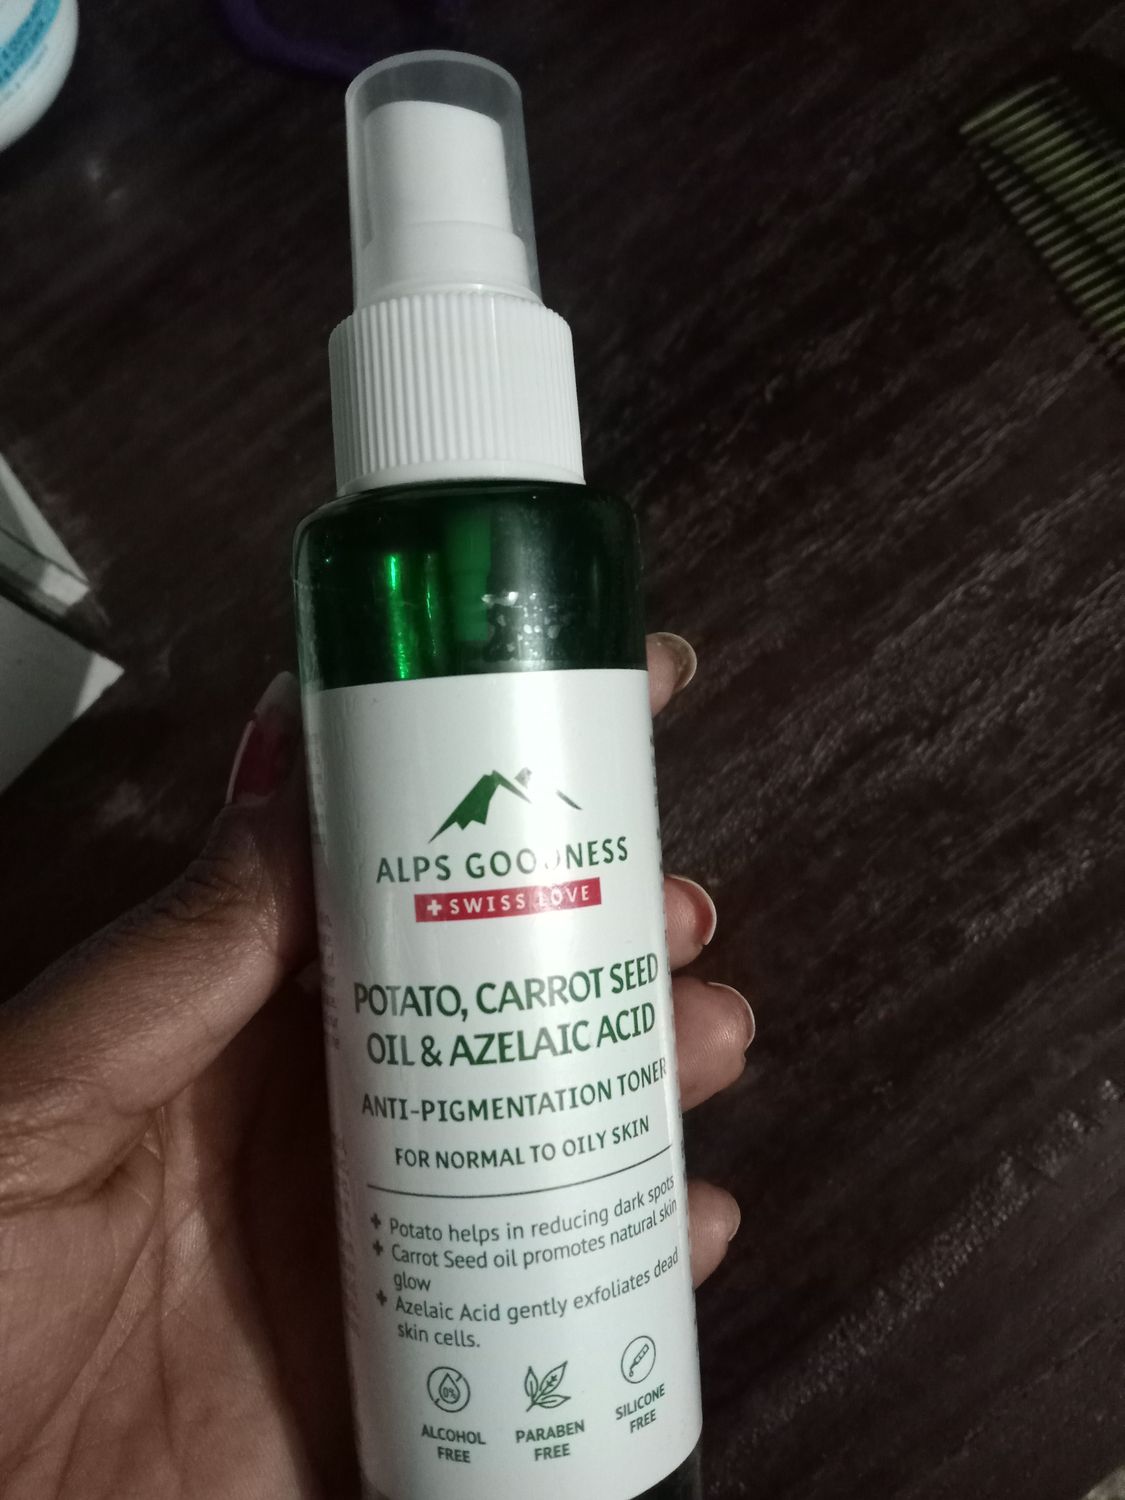 ALPS GOODNESS
SWISS LOVE
POTATO, CARROT SEED
OIL & AZELAIC ACID
ANTI-PIGMENTATION TONER
FOR NORMAL TO OILY SKIN
Potato helps in reducing dark spots
Carrot Seed oil promotes natural skin
glow
Azelaic Acid gently exfoliates dead
skin cells.
0%
ALCOHOL
FREE
PARABEN
FREE
SILICONE
FREE